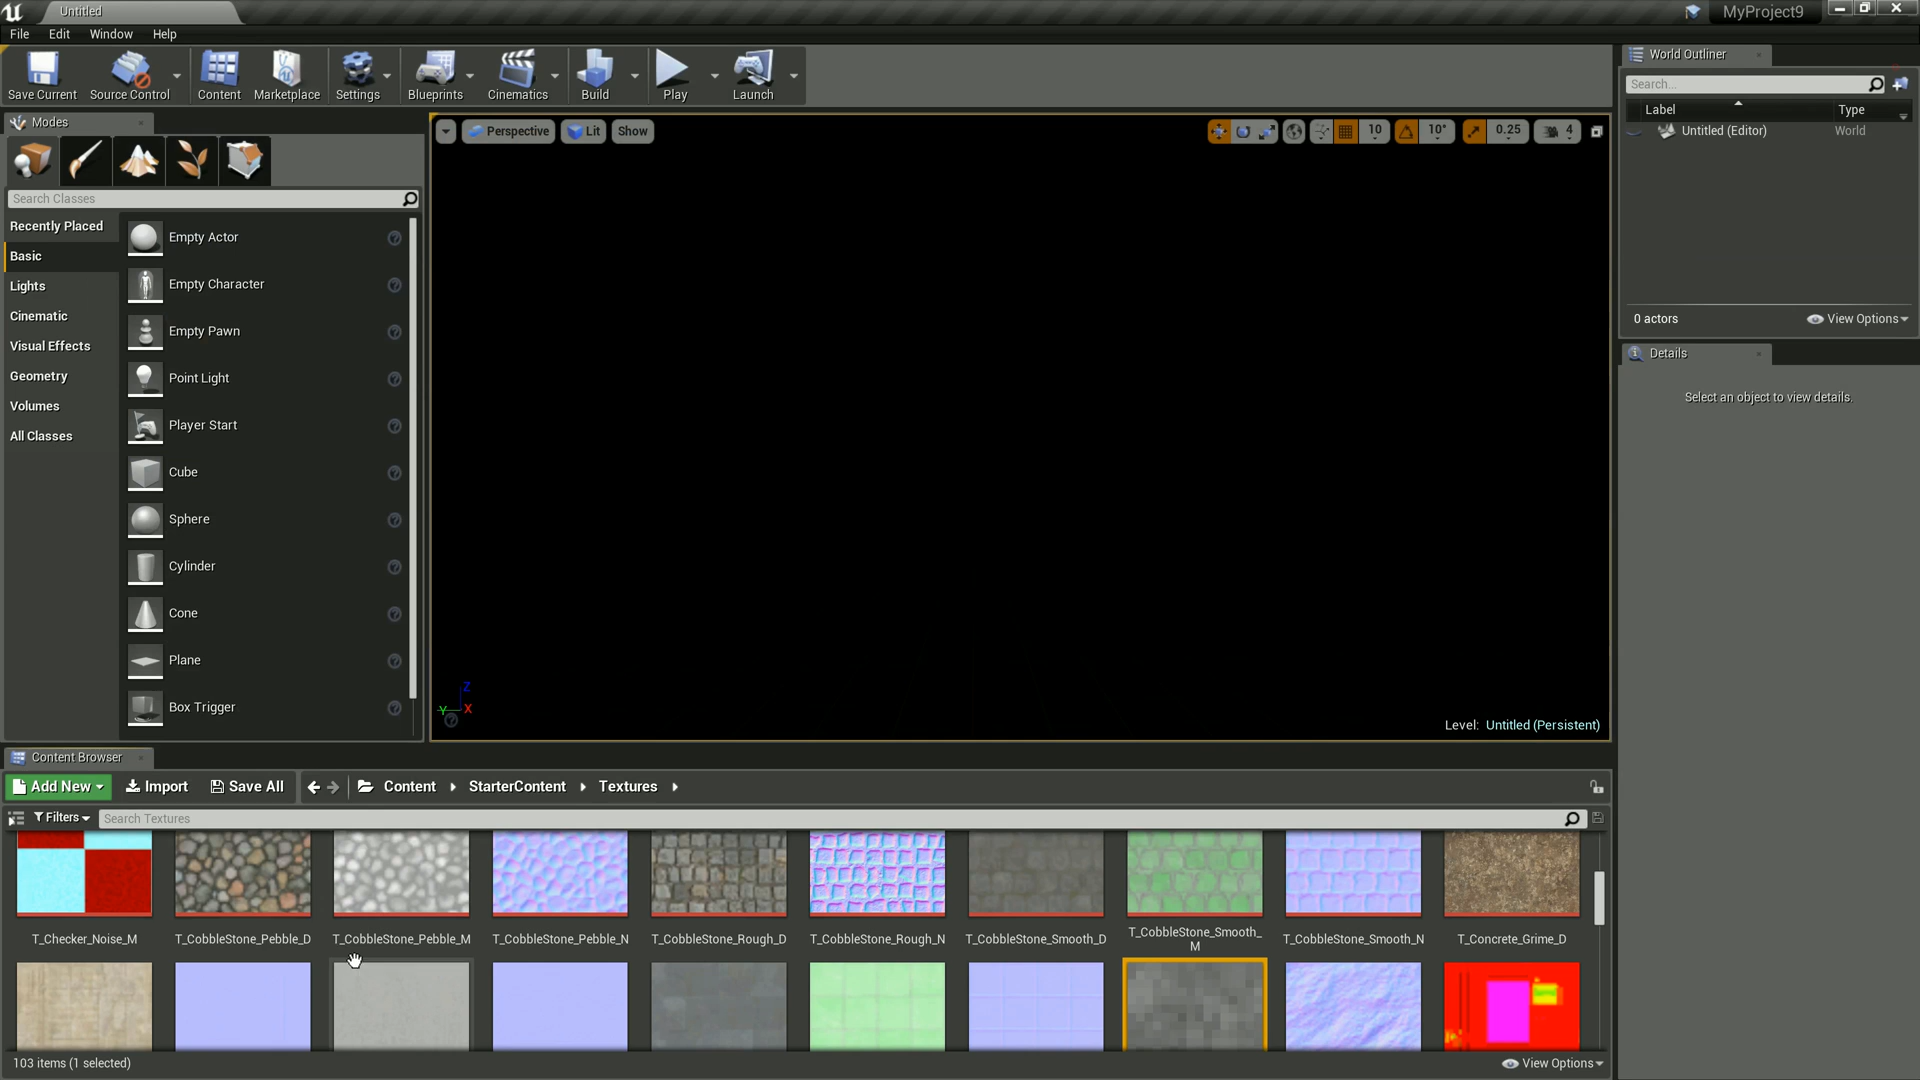 Untitled
MyProject9
File Edit Window Help
Save Current
Source Control
Content
Marketplace
Settings
Blueprints
Cinematics
Build
Play
Launch
Modes
Search Classes
Recently Placed
Basic
Lights
Cinematic
Visual Effects
Geometry
Volumes
All Classes
Empty Actor
Empty Character
Empty Pawn
Point Light
Player Start
Cube
Sphere
Cylinder
Cone
Plane
Box Trigger
Perspective Lit Show
10 10° 0.25 4
Z
Y X
Level: Untitled (Persistent)
World Outliner
Search...
Label Type
Untitled (Editor) World
0 actors View Options
Details
Select an object to view details.
Content Browser
Add New Import Save All Content StarterContent Textures
Filters Search Textures
T_Checker_Noise_M
T_CobbleStone_Pebble_D
T_CobbleStone_Pebble_M
T_CobbleStone_Pebble_N
T_CobbleStone_Rough_D
T_CobbleStone_Rough_N
T_CobbleStone_Smooth_D
T_CobbleStone_Smooth_
M
T_CobbleStone_Smooth_N
T_Concrete_Grime_D
103 items (1 selected) View Options